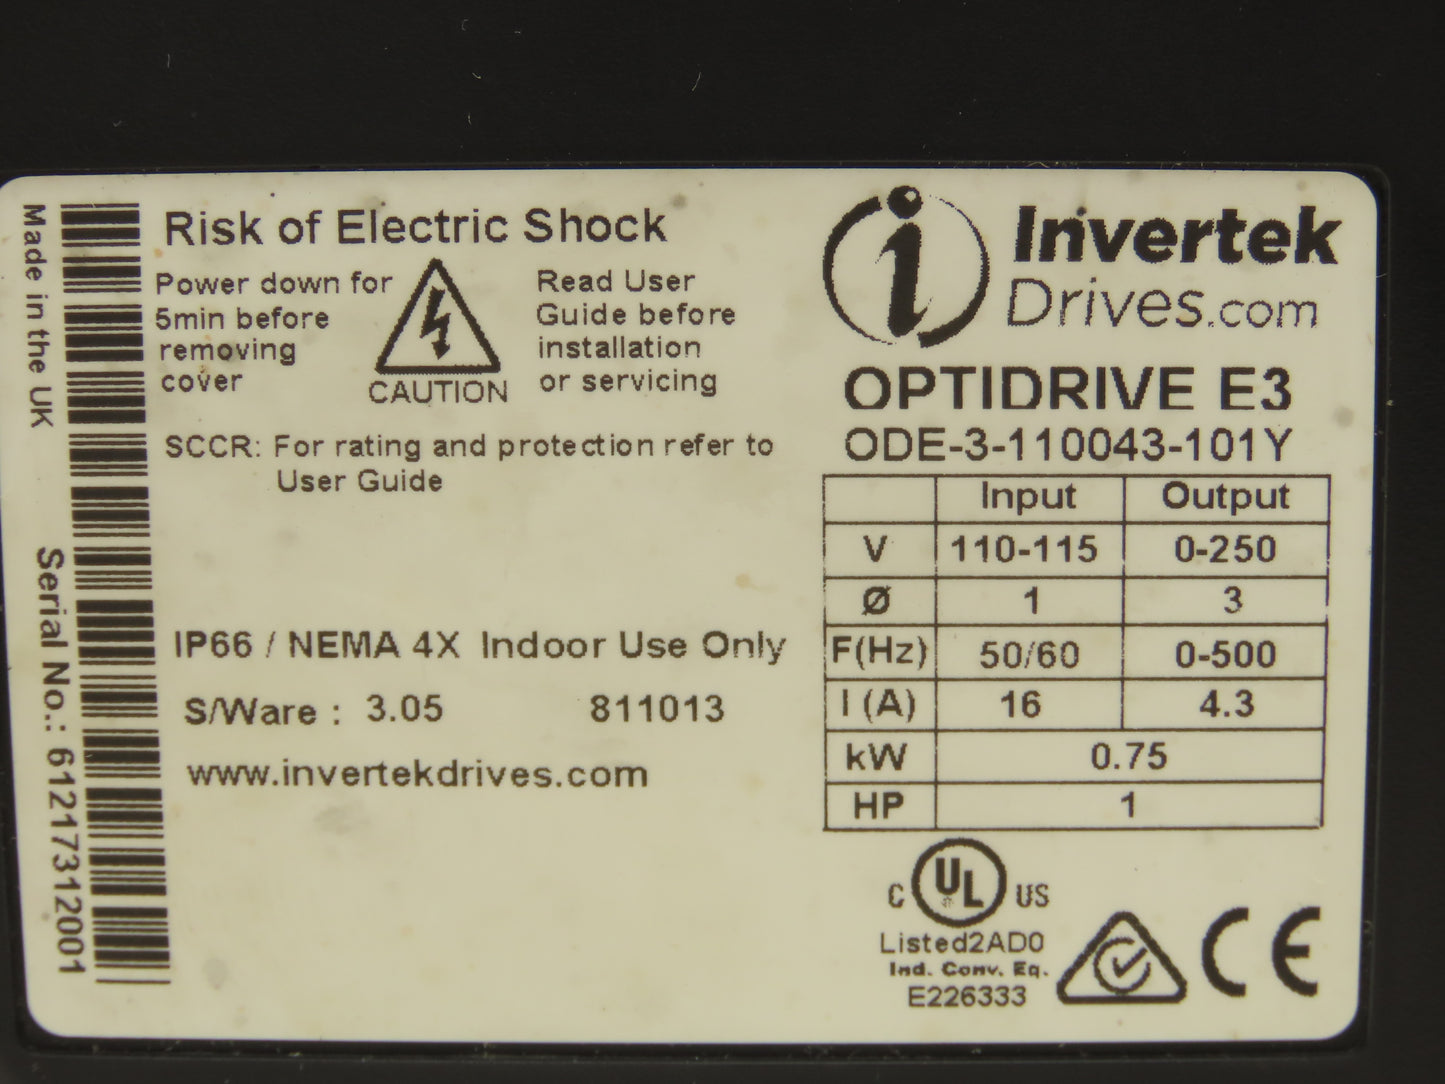 Made in the UK
Serial No.: 61217312001
Risk of Electric Shock
Power down for
5min before
removing
cover
CAUTION
Read User
Guide before
installation
or servicing
SCCR: For rating and protection refer to
User Guide
IP66 / NEMA 4X Indoor Use Only
S/Ware : 3.05 811013
www.invertekdrives.com
Invertek
Drives.com
OPTIDRIVE E3
ODE-3-110043-101Y
Input Output
V 110-115 0-250
Ø 1 3
F(Hz) 50/60 0-500
I (A) 16 4.3
kW 0.75
HP 1
C UL US
Listed2AD0
Ind. Conv. Eq.
E226333
CE